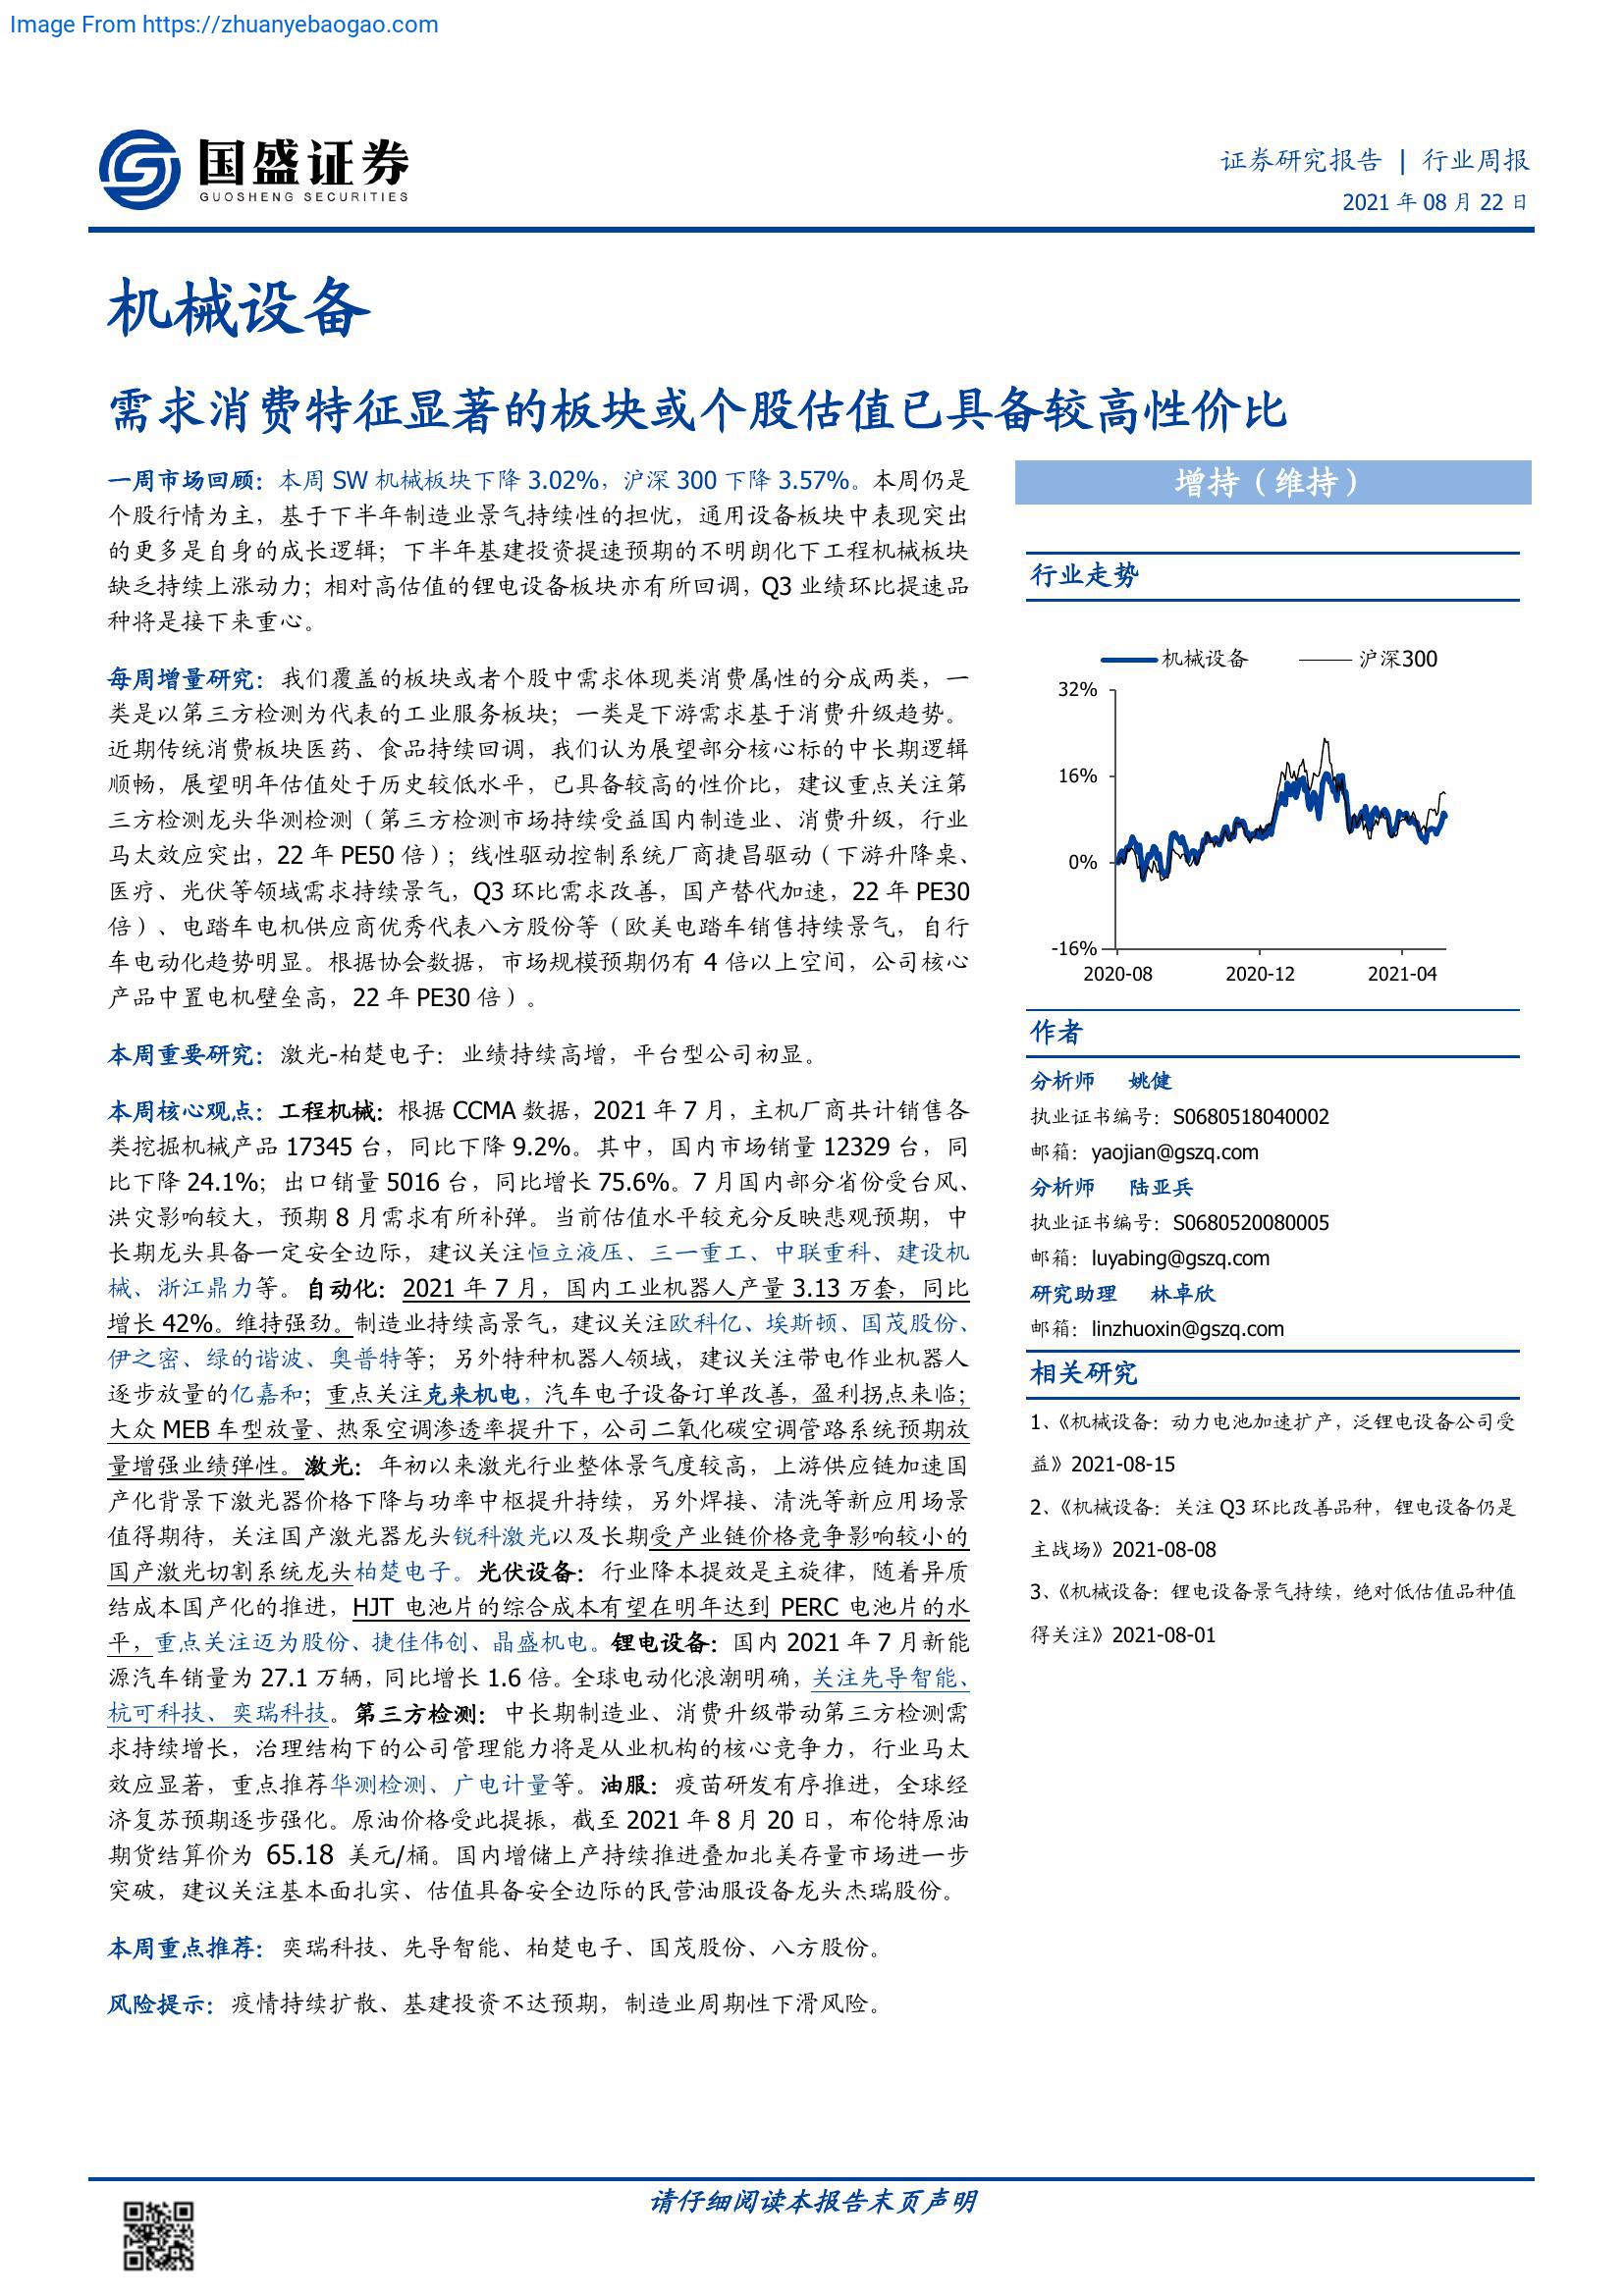 Image From https://zhuanyebaogao.com
国盛证券
GUOSHENG SECURITIES
证券研究报告 | 行业周报
2021 年 08 月 22 日
机械设备
需求消费特征显著的板块或个股估值已具备较高性价比
一周市场回顾：本周 SW 机械板块下降 3.02%，沪深 300 下降 3.57%。本周仍是
个股行情为主，基于下半年制造业景气持续性的担忧，通用设备板块中表现突出
的更多是自身的成长逻辑；下半年基建投资提速预期的不明朗化下工程机械板块
缺乏持续上涨动力；相对高估值的锂电设备板块亦有所回调，Q3 业绩环比提速品
种将是接下来重心。
每周增量研究：我们覆盖的板块或者个股中需求体现类消费属性的分成两类，一
类是以第三方检测为代表的工业服务板块；一类是下游需求基于消费升级趋势。
近期传统消费板块医药、食品持续回调，我们认为展望部分核心标的中长期逻辑
顺畅，展望明年估值处于历史较低水平，已具备较高的性价比，建议重点关注第
三方检测龙头华测检测（第三方检测市场持续受益国内制造业、消费升级，行业
马太效应突出，22 年 PE50 倍）；线性驱动控制系统厂商捷昌驱动（下游升降桌、
医疗、光伏等领域需求持续景气，Q3 环比需求改善，国产替代加速，22 年 PE30
倍）、电踏车电机供应商优秀代表八方股份等（欧美电踏车销售持续景气，自行
车电动化趋势明显。根据协会数据，市场规模预期仍有 4 倍以上空间，公司核心
产品中置电机壁垒高，22 年 PE30 倍）。
本周重要研究：激光-柏楚电子：业绩持续高增，平台型公司初显。
本周核心观点：工程机械：根据 CCMA 数据，2021 年 7 月，主机厂商共计销售各
类挖掘机械产品 17345 台，同比下降 9.2%。其中，国内市场销量 12329 台，同
比下降 24.1%；出口销量 5016 台，同比增长 75.6%。7 月国内部分省份受台风、
洪灾影响较大，预期 8 月需求有所补弹。当前估值水平较充分反映悲观预期，中
长期龙头具备一定安全边际，建议关注恒立液压、三一重工、中联重科、建设机
械、浙江鼎力等。自动化：2021 年 7 月，国内工业机器人产量 3.13 万套，同比
增长 42%。维持强劲。制造业持续高景气，建议关注欧科亿、埃斯顿、国茂股份、
伊之密、绿的谐波、奥普特等；另外特种机器人领域，建议关注带电作业机器人
逐步放量的亿嘉和；重点关注克来机电，汽车电子设备订单改善，盈利拐点来临；
大众 MEB 车型放量、热泵空调渗透率提升下，公司二氧化碳空调管路系统预期放
量增强业绩弹性。激光：年初以来激光行业整体景气度较高，上游供应链加速国
产化背景下激光器价格下降与功率中枢提升持续，另外焊接、清洗等新应用场景
值得期待，关注国产激光器龙头锐科激光以及长期受产业链价格竞争影响较小的
国产激光切割系统龙头柏楚电子。光伏设备：行业降本提效是主旋律，随着异质
结成本国产化的推进，HJT 电池片的综合成本有望在明年达到 PERC 电池片的水
平，重点关注迈为股份、捷佳伟创、晶盛机电。锂电设备：国内 2021 年 7 月新能
源汽车销量为 27.1 万辆，同比增长 1.6 倍。全球电动化浪潮明确，关注先导智能、
杭可科技、奕瑞科技。第三方检测：中长期制造业、消费升级带动第三方检测需
求持续增长，治理结构下的公司管理能力将是从业机构的核心竞争力，行业马太
效应显著，重点推荐华测检测、广电计量等。油服：疫苗研发有序推进，全球经
济复苏预期逐步强化。原油价格受此提振，截至 2021 年 8 月 20 日，布伦特原油
期货结算价为 65.18 美元/桶。国内增储上产持续推进叠加北美存量市场进一步
突破，建议关注基本面扎实、估值具备安全边际的民营油服设备龙头杰瑞股份。
本周重点推荐：奕瑞科技、先导智能、柏楚电子、国茂股份、八方股份。
风险提示：疫情持续扩散、基建投资不达预期，制造业周期性下滑风险。
增持（维持）
行业走势
机械设备 沪深300
32%
16%
0%
-16%
2020-08 2020-12 2021-04
作者
分析师 姚健
执业证书编号：S0680518040002
邮箱：yaojian@gszq.com
分析师 陆亚兵
执业证书编号：S0680520080005
邮箱：luyabing@gszq.com
研究助理 林卓欣
邮箱：linzhuoxin@gszq.com
相关研究
1、《机械设备：动力电池加速扩产，泛锂电设备公司受
益》2021-08-15
2、《机械设备：关注 Q3 环比改善品种，锂电设备仍是
主战场》2021-08-08
3、《机械设备：锂电设备景气持续，绝对低估值品种值
得关注》2021-08-01
请仔细阅读本报告末页声明